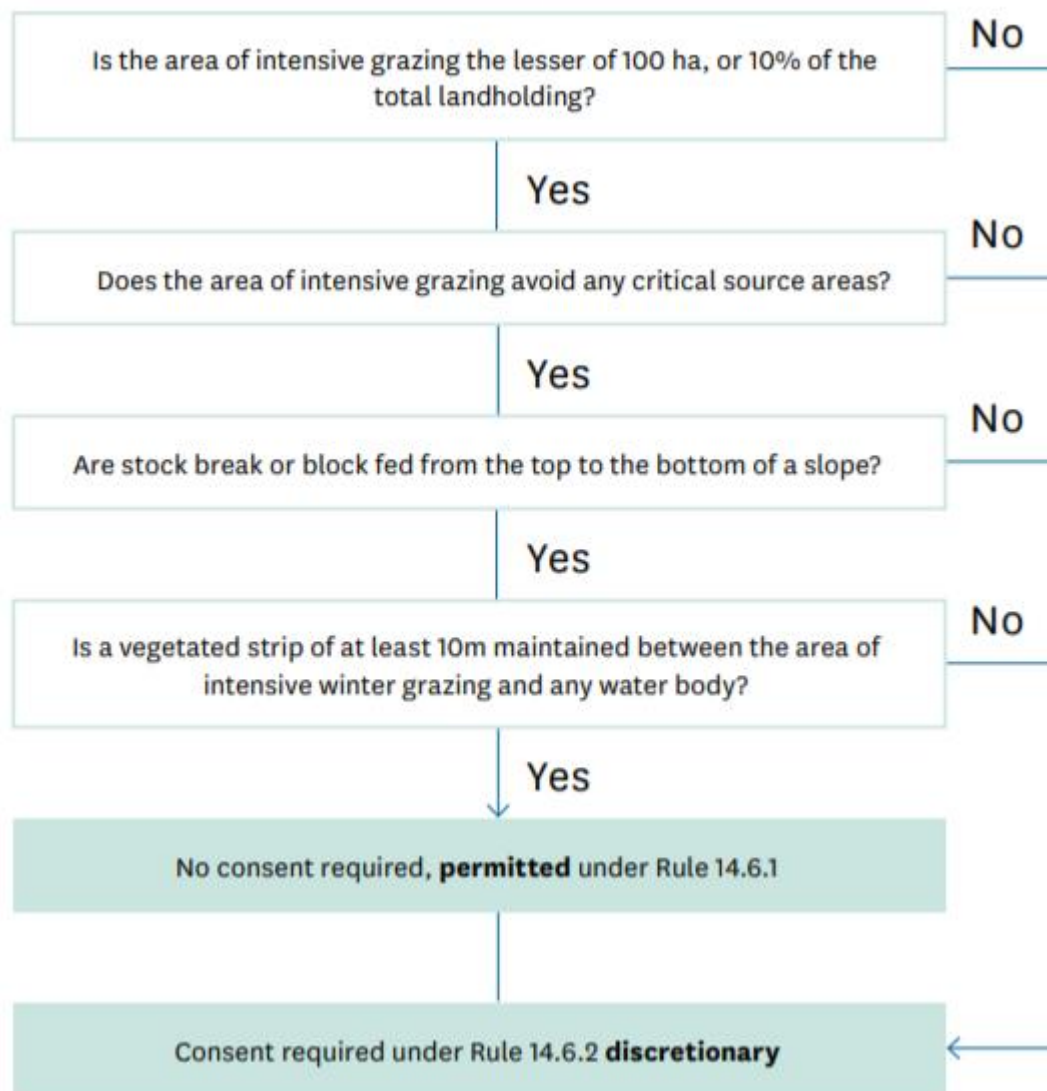 No
Is the area of intensive grazing the lesser of 100 ha, or 10% of the
total landholding?
Yes
No
Does the area of intensive grazing avoid any critical source areas?
Yes
No
Are stock break or block fed from the top to the bottom of a slope?
Yes
No
Is a vegetated strip of at least 10m maintained between the area of
intensive winter grazing and any water body?
Yes
No consent required, permitted under Rule 14.6.1
Consent required under Rule 14.6.2 discretionary